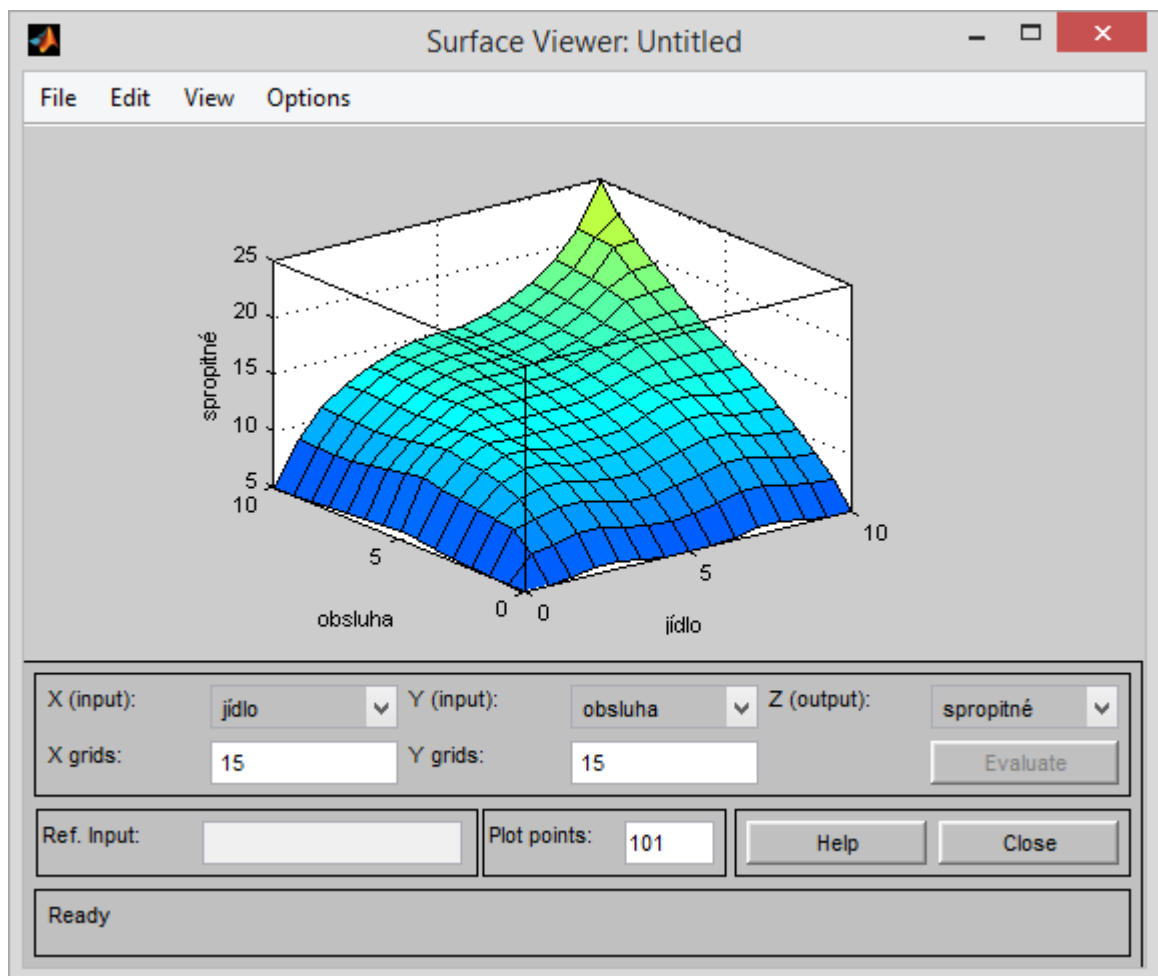 Surface Viewer: Untitled
File Edit View Options
25
20
15
10
5
spropitné
10
5
0
obsluha
0
5
10
jídlo
X (input): jídlo Y (input): obsluha Z (output): spropitné
X grids: 15 Y grids: 15 Evaluate
Ref. Input: Plot points: 101 Help Close
Ready